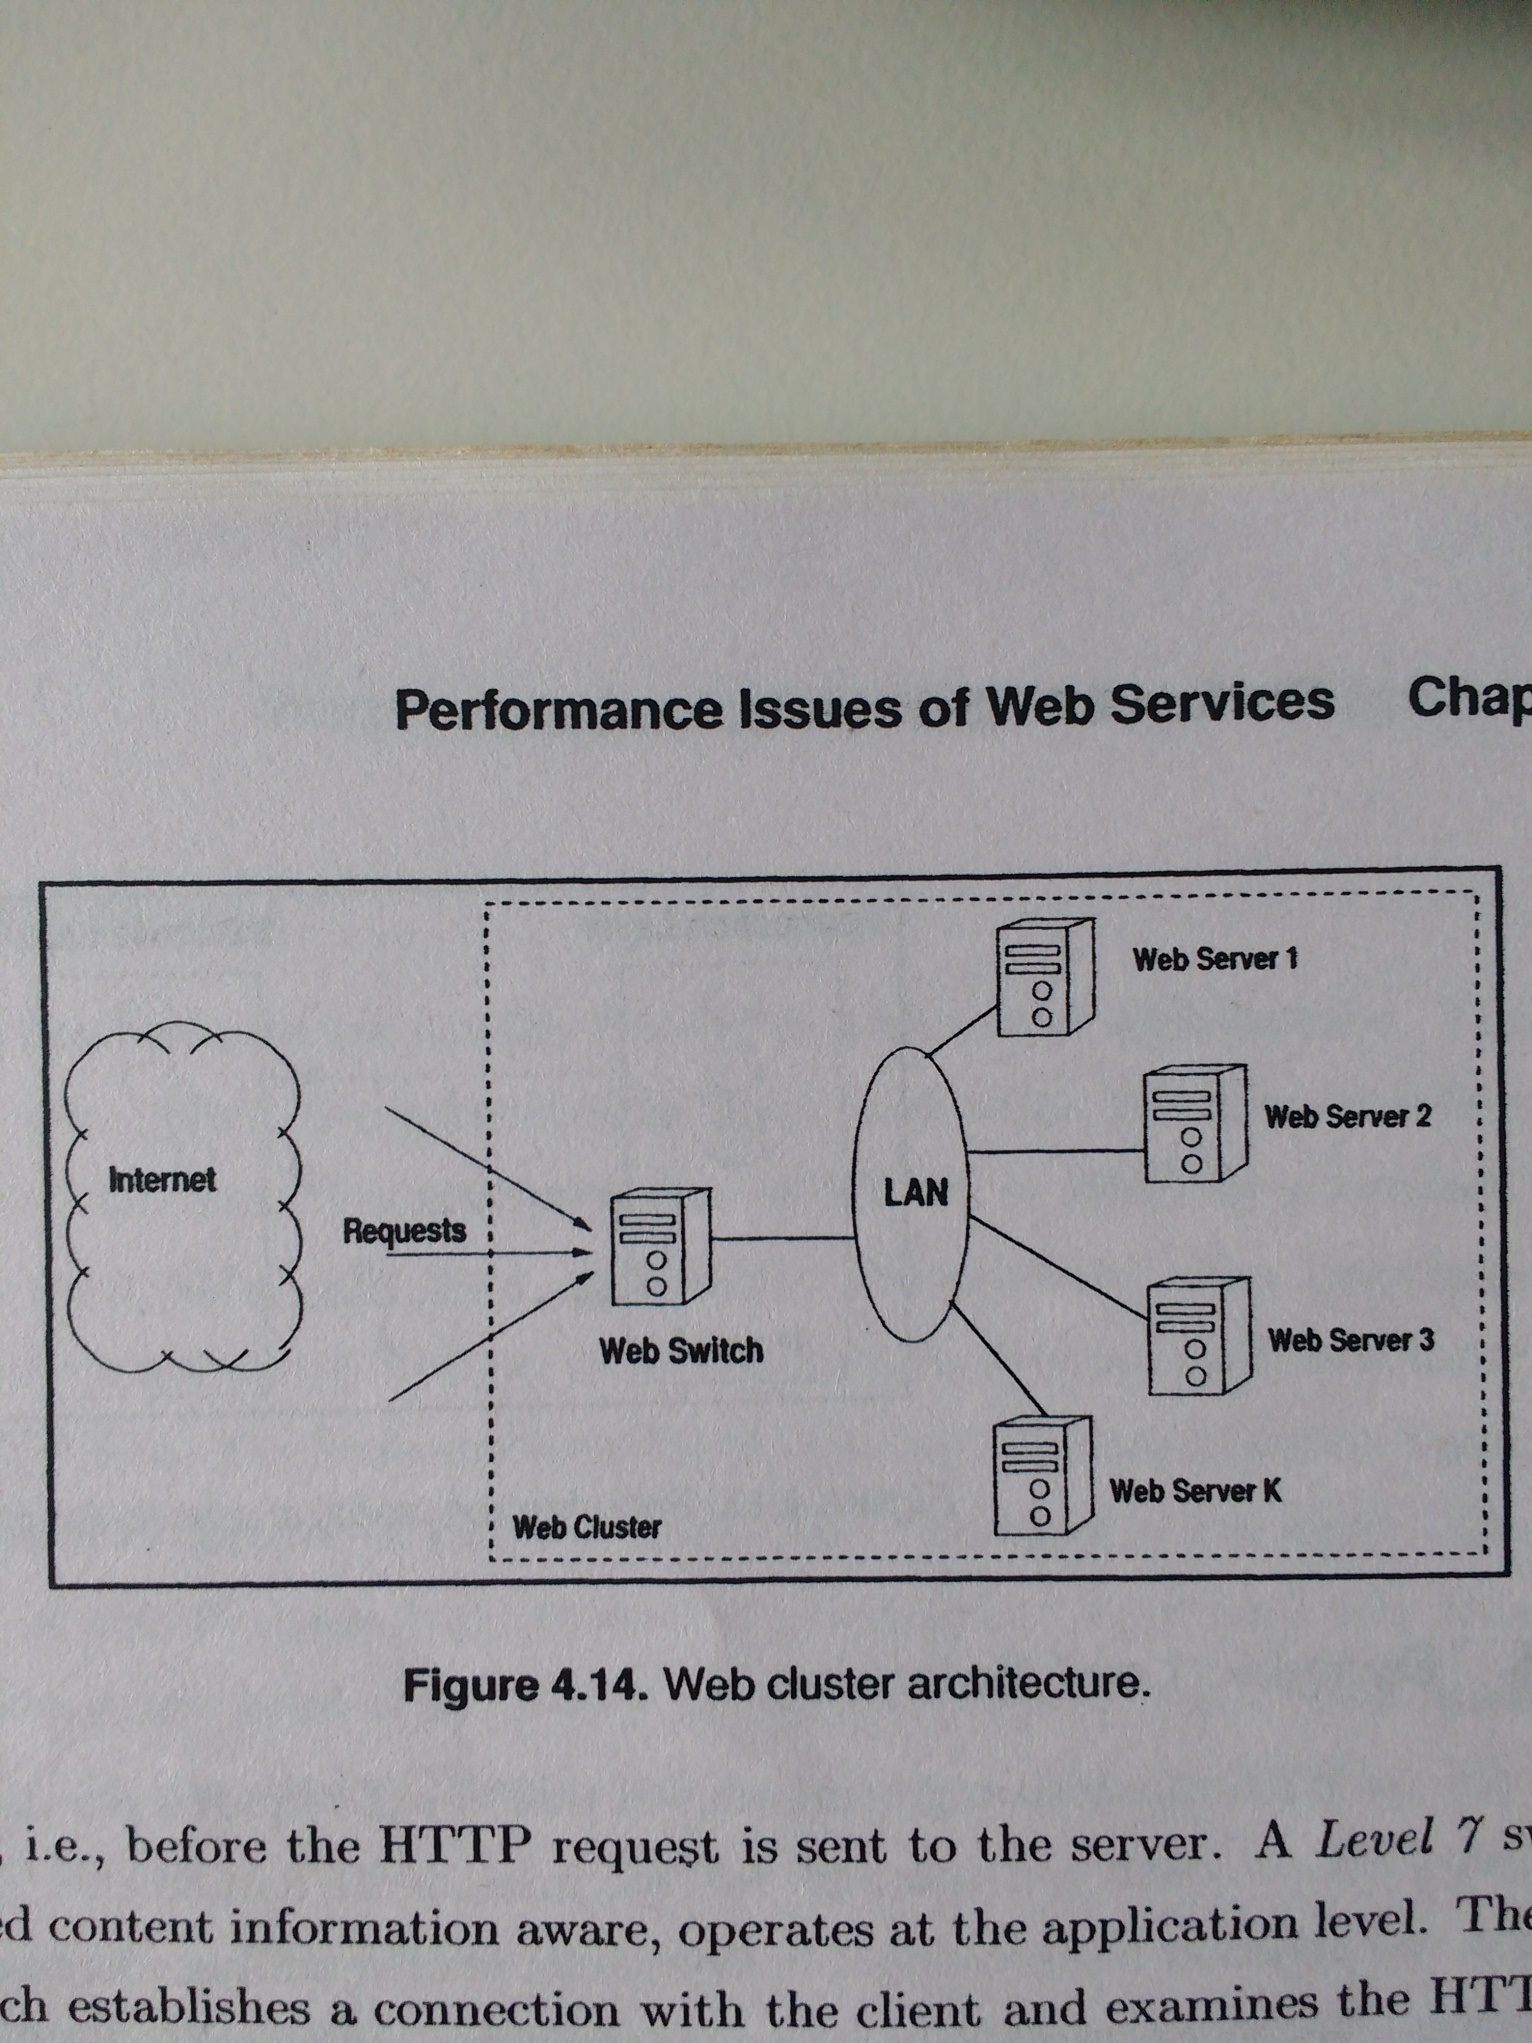 Performance Issues of Web Services Chap
Web Server 1
Web Server 2
Internet
LAN
Requests
Web Switch
Web Server 3
Web Server K
Web Cluster
Figure 4.14. Web cluster architecture.
, i.e., before the HTTP request is sent to the server. A Level 7
content information aware, operates at the application level. The
establishes a connection with the client and examines the